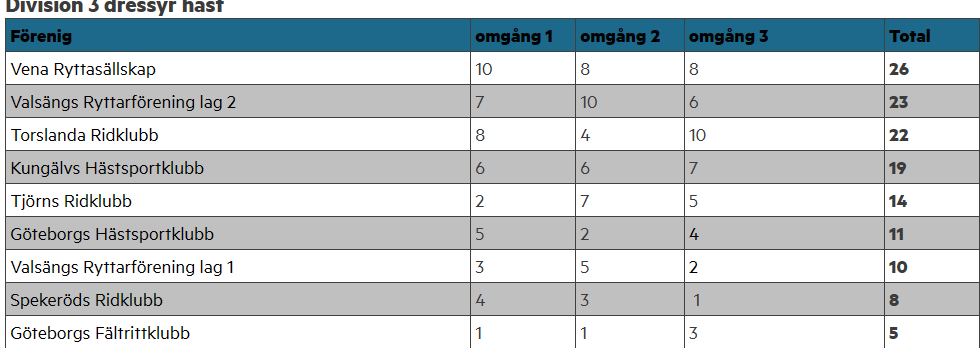 Division 3 dressyr häst
Förenig omgång 1 omgång 2 omgång 3 Total
Vena Ryttasällskap 10 8 8 26
Valsängs Ryttarförening lag 2 7 10 6 23
Torslanda Ridklubb 8 4 10 22
Kungälvs Hästsportklubb 6 6 7 19
Tjörns Ridklubb 2 7 5 14
Göteborgs Hästsportklubb 5 2 4 11
Valsängs Ryttarförening lag 1 3 5 2 10
Spekeröds Ridklubb 4 3 1 8
Göteborgs Fältrittklubb 1 1 3 5